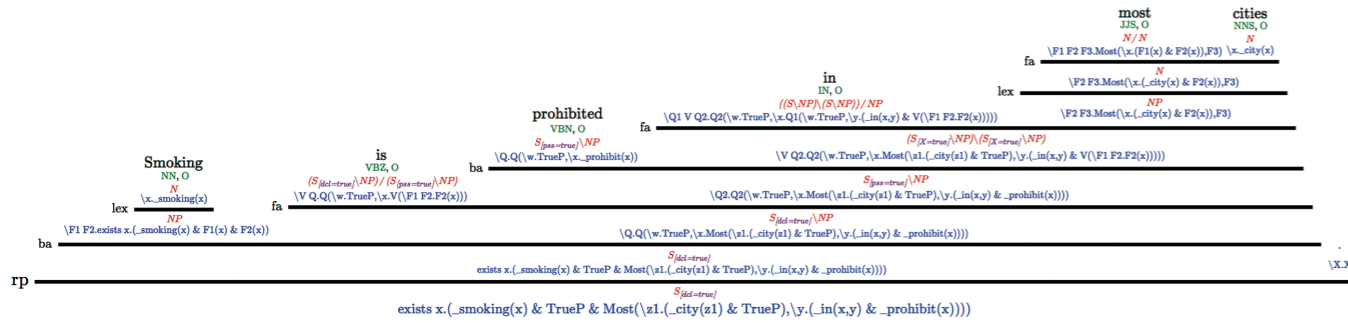 most cities
JJS, O NNS, O
N/N N
\F1 F2 F3.Most(\x.(F1(x) & F2(x)),F3) \x._city(x)
fa
in N
IN, O \F2 F3.Most(\x.(_city(x) & F2(x)),F3)
lex
((S\NP)\(S\NP))/NP NP
prohibited \Q1 V Q2.Q2(\w.TrueP,\x.Q1(\w.TrueP,\y.(_in(x,y) & V(\F1 F2.F2(x))))) \F2 F3.Most(\x.(_city(x) & F2(x)),F3)
VBN, O fa
S[pss=true]\NP (S[X=true]\NP)\(S[X=true]\NP)
Smoking is \Q.Q(\w.TrueP,\x._prohibit(x)) \V Q2.Q2(\w.TrueP,\x.Most(\z1.(_city(z1) & TrueP),\y.(_in(x,y) & V(\F1 F2.F2(x)))))
NN, O VBZ, O ba
N (S[dcl=true]\NP)/(S[pss=true]\NP) S[pss=true]\NP
\x._smoking(x) \V Q.Q(\w.TrueP,\x.V(\F1 F2.F2(x))) \Q2.Q2(\w.TrueP,\x.Most(\z1.(_city(z1) & TrueP),\y.(_in(x,y) & _prohibit(x))))
lex fa
NP S[dcl=true]\NP
\F1 F2.exists x.(_smoking(x) & F1(x) & F2(x)) \Q.Q(\w.TrueP,\x.Most(\z1.(_city(z1) & TrueP),\y.(_in(x,y) & _prohibit(x))))
ba
S[dcl=true]
exists x.(_smoking(x) & TrueP & Most(\z1.(_city(z1) & TrueP),\y.(_in(x,y) & _prohibit(x)))) \X.X
rp
S[dcl=true]
exists x.(_smoking(x) & TrueP & Most(\z1.(_city(z1) & TrueP),\y.(_in(x,y) & _prohibit(x))))